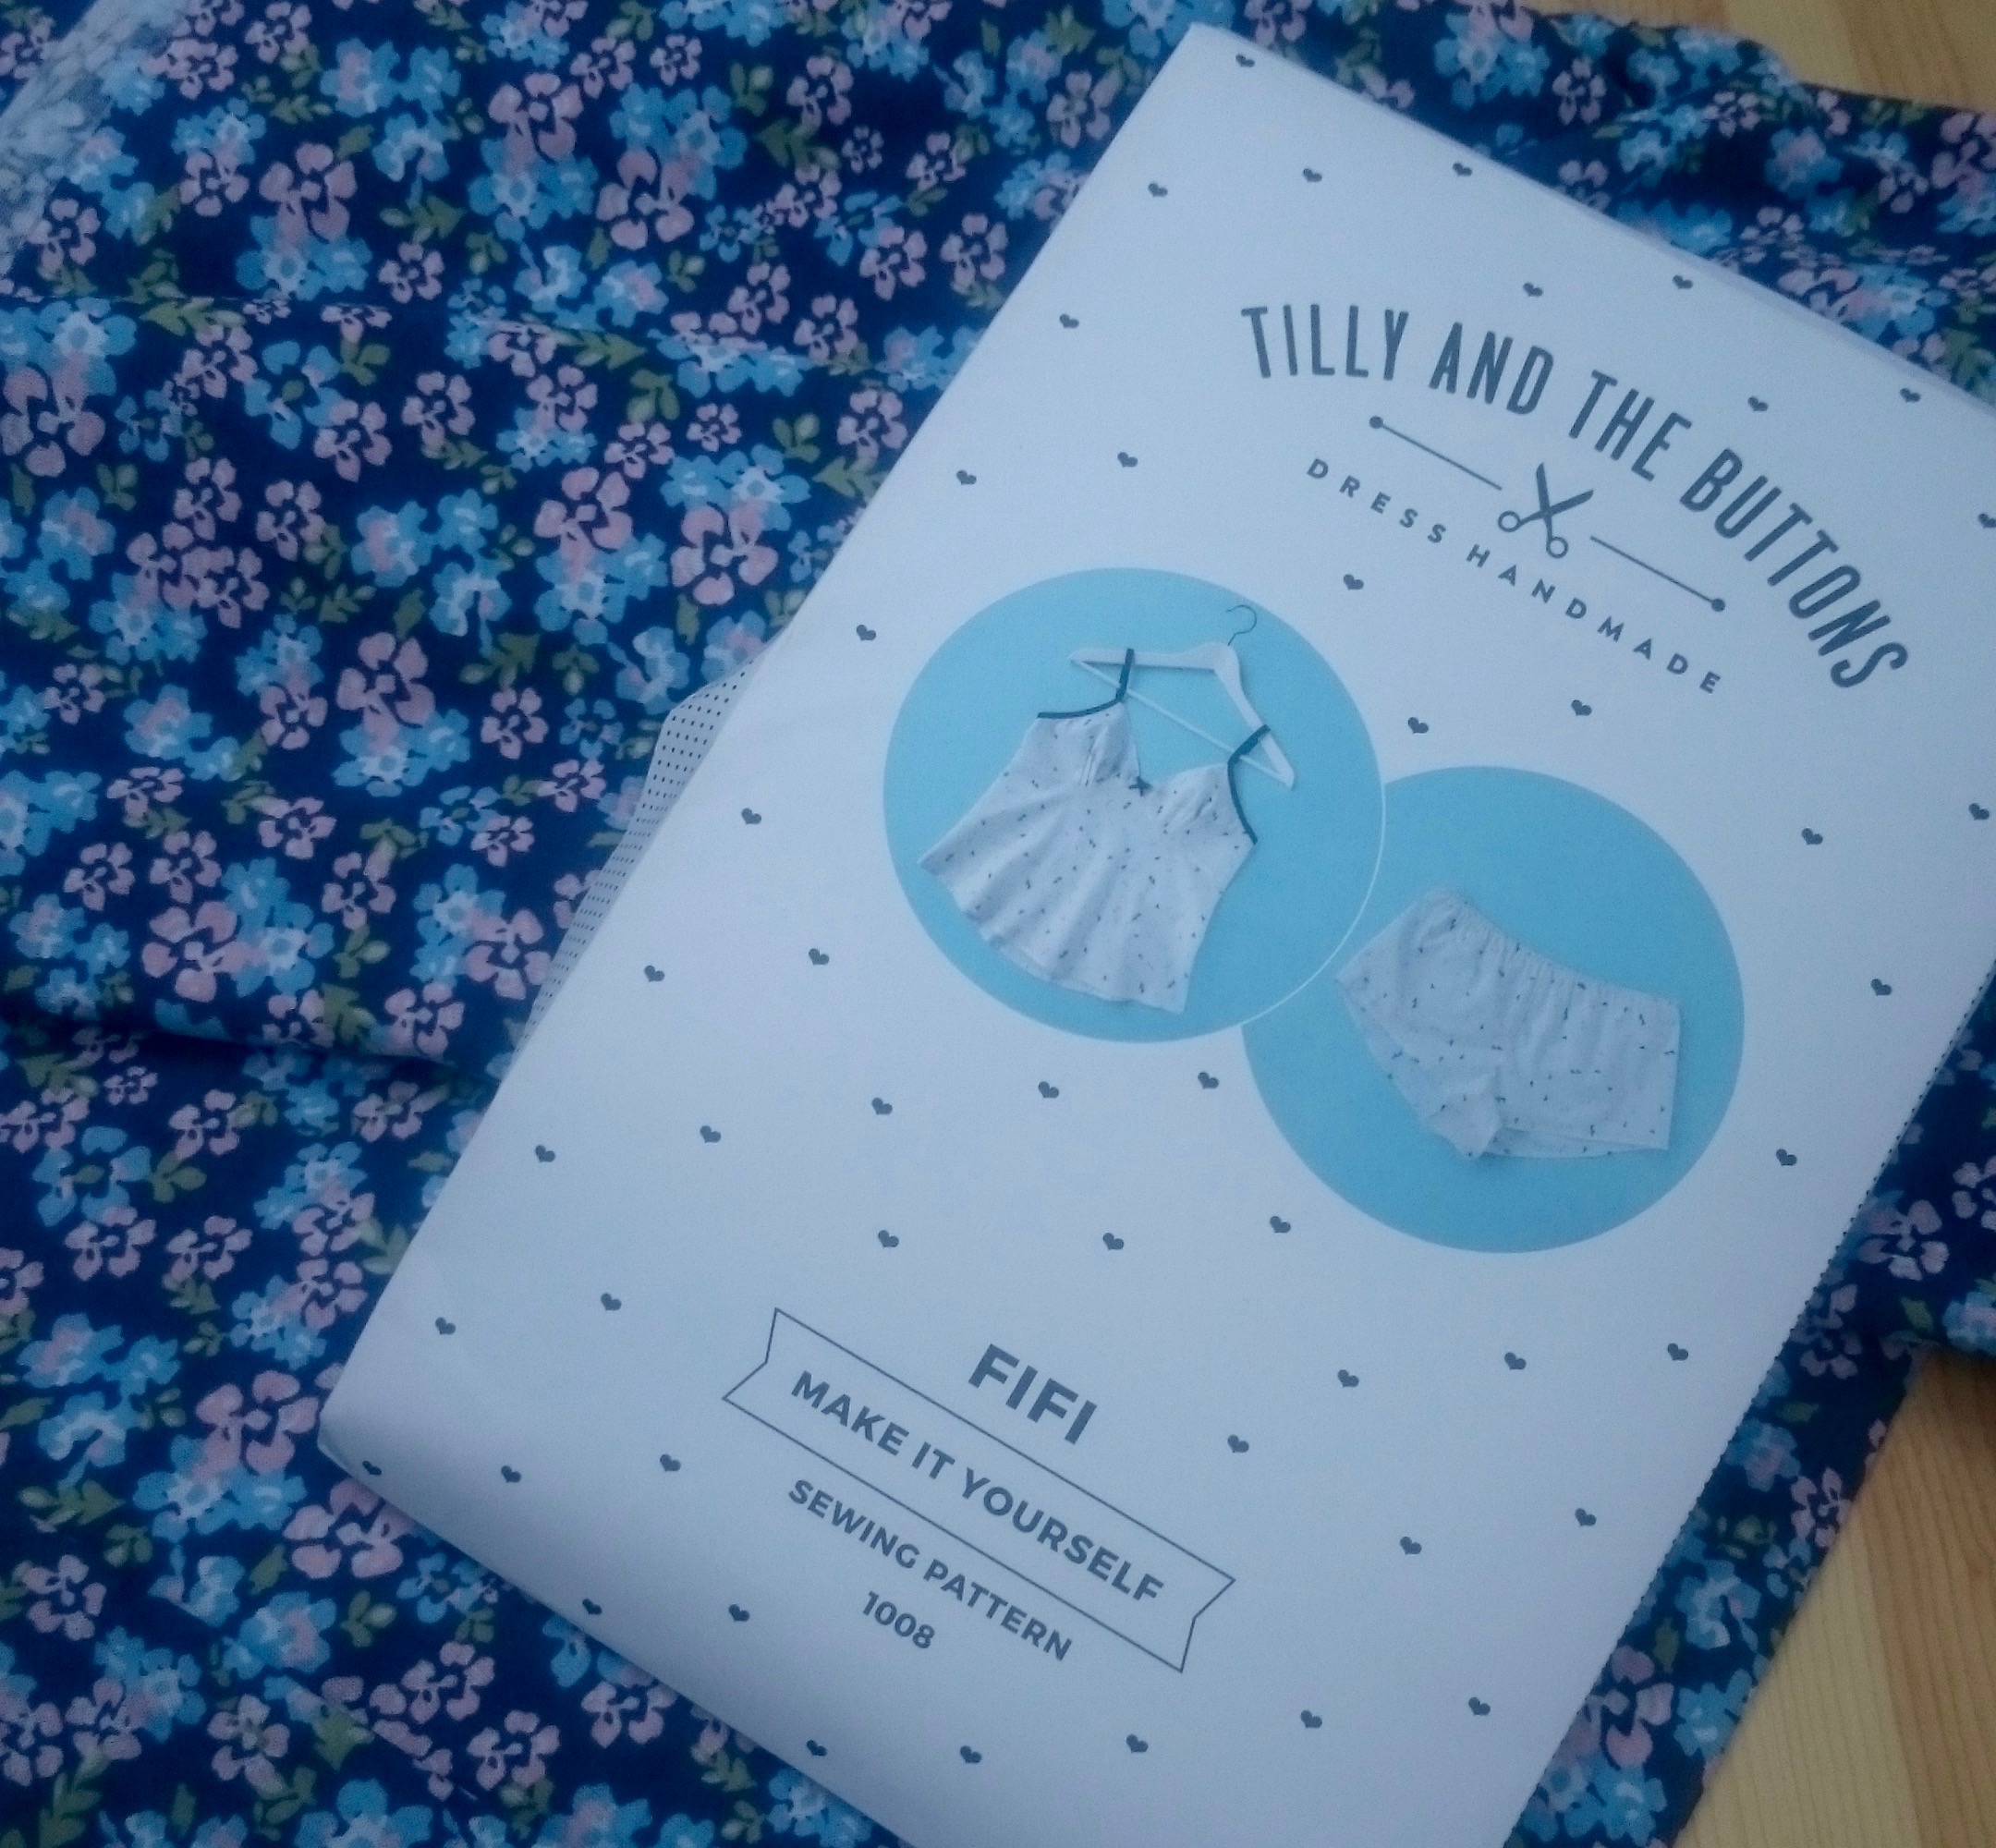 TILLY AND THE BUTTONS
DRESS HANDMADE
FIFI
MAKE IT YOURSELF
SEWING PATTERN
1008